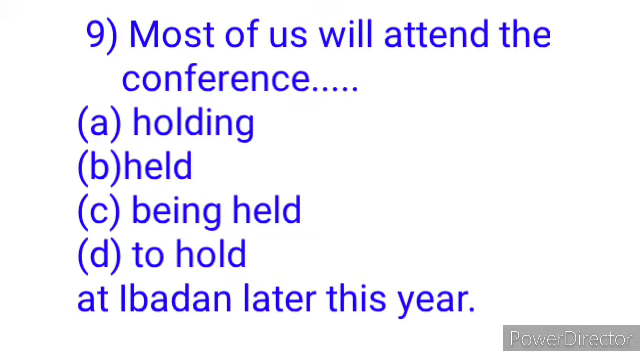 9) Most of us will attend the
conference.....
(a) holding
(b)held
(c) being held
(d) to hold
at Ibadan later this year.
PowerDirector